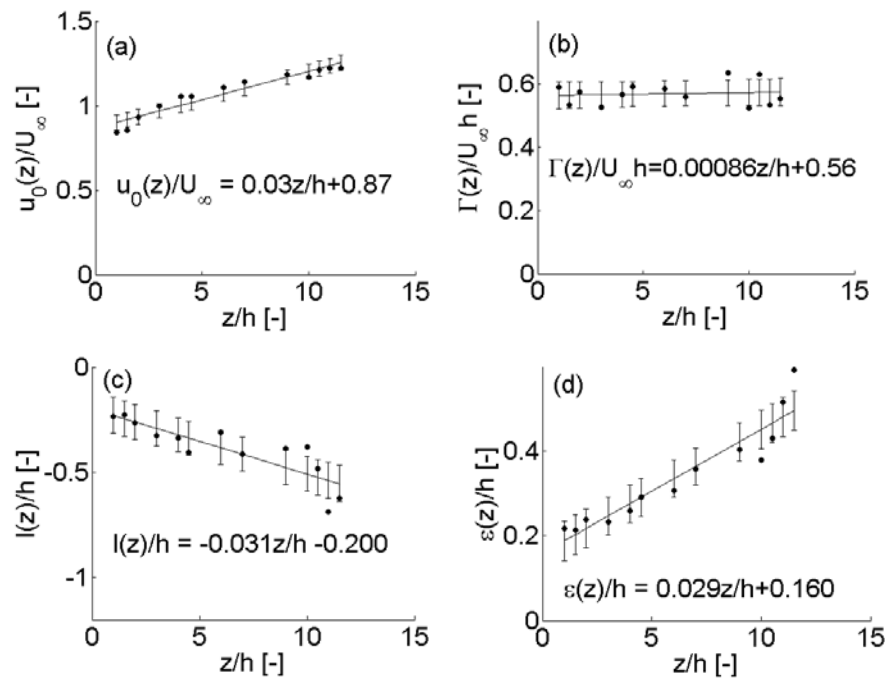 (a)
u₀(z)/U∞ [-]
1.5
1
0.5
0
u₀(z)/U∞ = 0.03z/h+0.87
0 5 10 15
z/h [-]
(b)
Γ(z)/U∞h [-]
0.6
0.4
0.2
0
Γ(z)/U∞h=0.00086z/h+0.56
0 5 10 15
z/h [-]
(c)
l(z)/h [-]
0
-0.5
-1
l(z)/h = -0.031z/h -0.200
0 5 10 15
z/h [-]
(d)
ε(z)/h [-]
0.4
0.2
0
ε(z)/h = 0.029z/h+0.160
0 5 10 15
z/h [-]